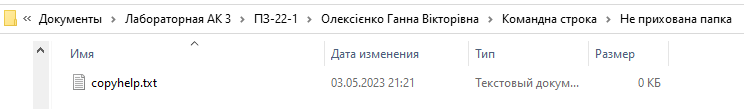 « Документы > Лабораторная АК 3 > ПЗ-22-1 > Олексієнко Ганна Вікторівна > Командна строка > Не прихована папка
Имя Дата изменения Тип Размер
copyhelp.txt 03.05.2023 21:21 Текстовый докум... 0 КБ